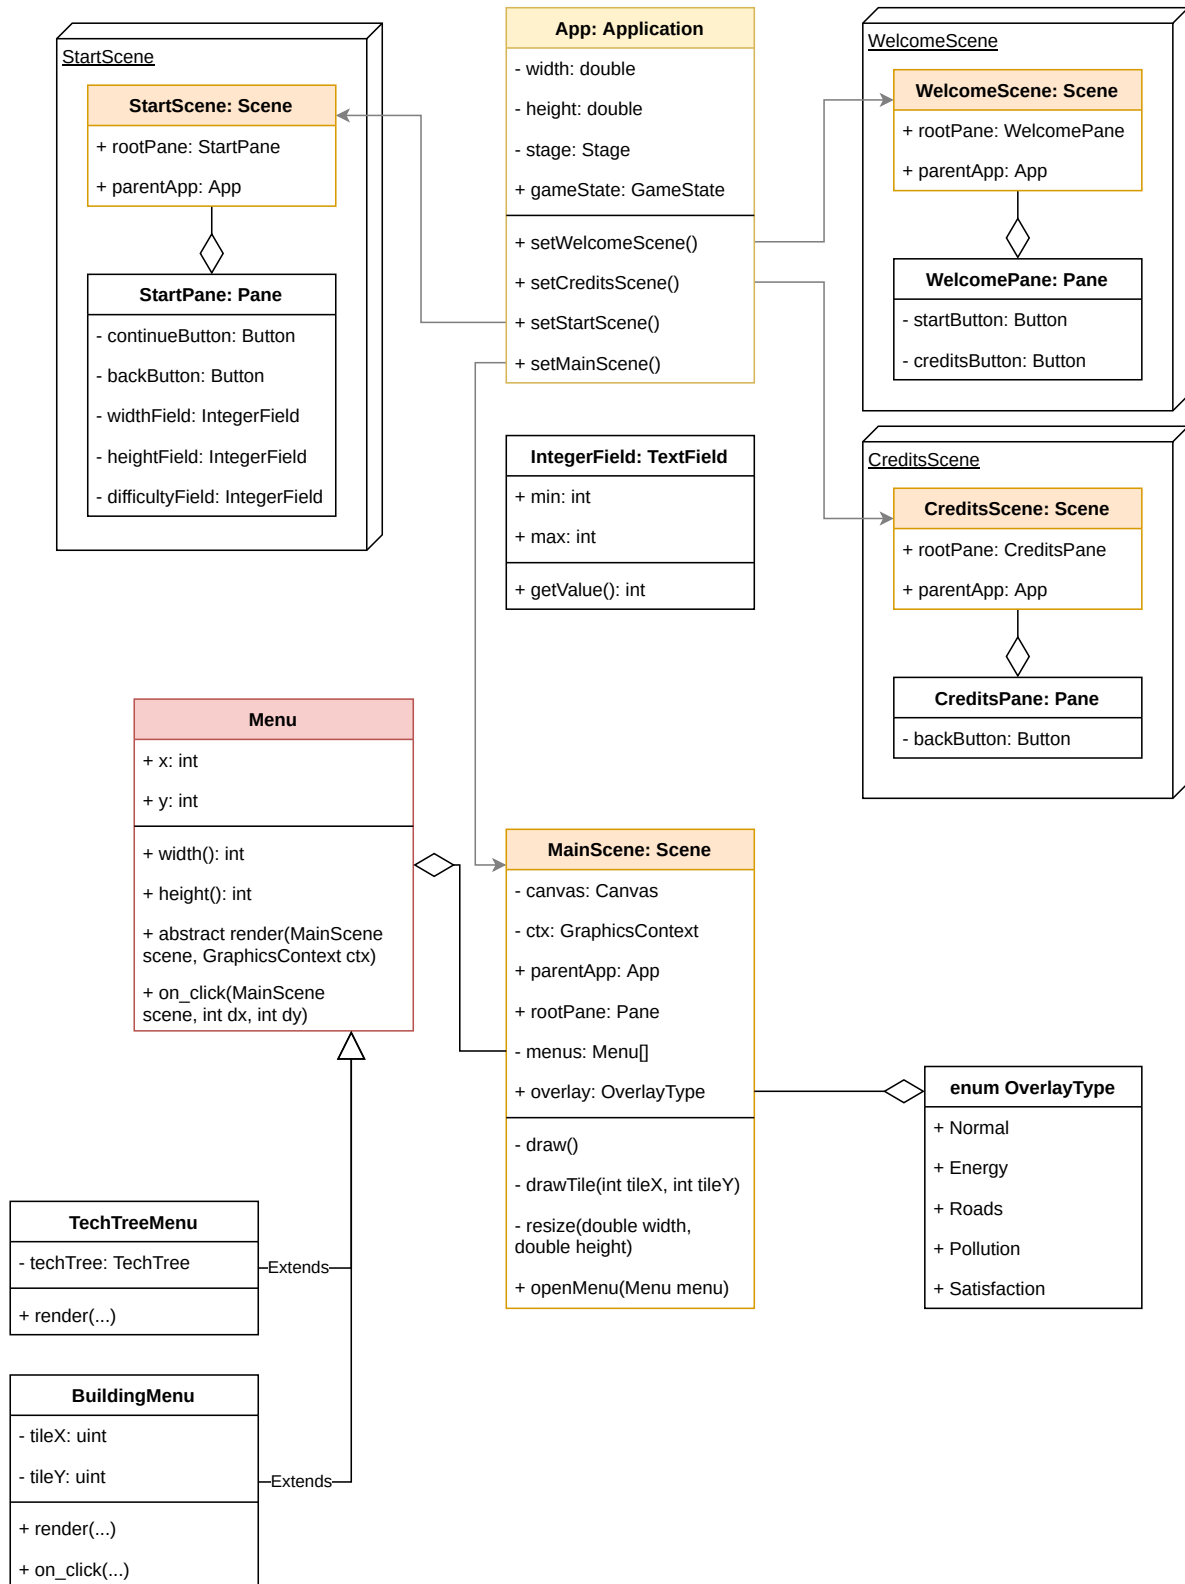 StartScene
StartScene: Scene
+ rootPane: StartPane
+ parentApp: App
StartPane: Pane
- continueButton: Button
- backButton: Button
- widthField: IntegerField
- heightField: IntegerField
- difficultyField: IntegerField
App: Application
- width: double
- height: double
- stage: Stage
+ gameState: GameState
+ setWelcomeScene()
+ setCreditsScene()
+ setStartScene()
+ setMainScene()
WelcomeScene
WelcomeScene: Scene
+ rootPane: WelcomePane
+ parentApp: App
WelcomePane: Pane
- startButton: Button
- creditsButton: Button
IntegerField: TextField
+ min: int
+ max: int
+ getValue(): int
CreditsScene
CreditsScene: Scene
+ rootPane: CreditsPane
+ parentApp: App
CreditsPane: Pane
- backButton: Button
Menu
+ x: int
+ y: int
+ width(): int
+ height(): int
+ abstract render(MainScene
scene, GraphicsContext ctx)
+ on_click(MainScene
scene, int dx, int dy)
MainScene: Scene
- canvas: Canvas
- ctx: GraphicsContext
+ parentApp: App
+ rootPane: Pane
- menus: Menu[]
+ overlay: OverlayType
- draw()
- drawTile(int tileX, int tileY)
- resize(double width,
double height)
+ openMenu(Menu menu)
enum OverlayType
+ Normal
+ Energy
+ Roads
+ Pollution
+ Satisfaction
TechTreeMenu
- techTree: TechTree
+ render(...)
Extends
BuildingMenu
- tileX: uint
- tileY: uint
+ render(...)
+ on_click(...)
Extends